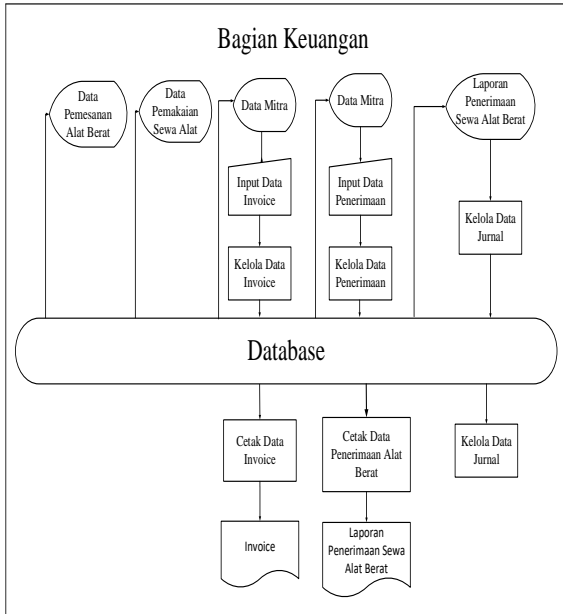 Bagian Keuangan
Data
Pemesanan
Alat Berat
Data
Pemakaian
Sewa Alat
Data Mitra
Data Mitra
Laporan
Penerimaan
Sewa Alat Berat
Input Data
Invoice
Input Data
Penerimaan
Kelola Data
Jurnal
Kelola Data
Invoice
Kelola Data
Penerimaan
Database
Cetak Data
Invoice
Cetak Data
Penerimaan Alat
Berat
Kelola Data
Jurnal
Invoice
Laporan
Penerimaan Sewa
Alat Berat